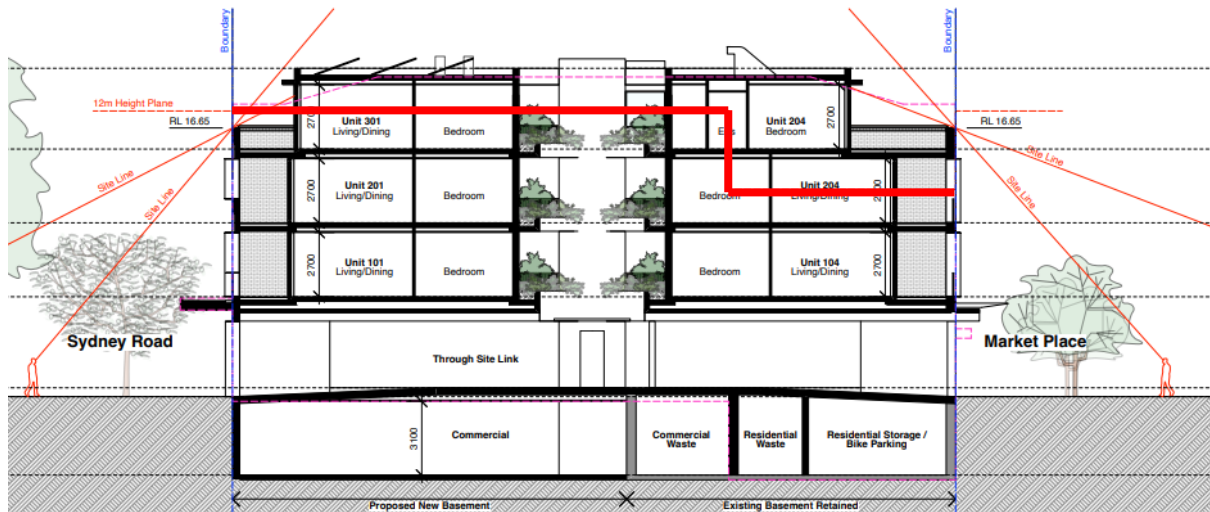 Boundary
Boundary
12m Height Plane
RL 16.65
RL 16.65
Site Line
Site Line
Site Line
Site Line
2700
Unit 301
Living/Dining
Bedroom
Unit 204
Bedroom
2700
2700
Unit 201
Living/Dining
Bedroom
Bedroom
Unit 204
Living/Dining
2700
Unit 101
Living/Dining
Bedroom
Bedroom
Unit 104
Living/Dining
2700
Sydney Road
Market Place
Through Site Link
3100
Commercial
Commercial
Waste
Residential
Waste
Residential Storage /
Bike Parking
Proposed New Basement
Existing Basement Retained